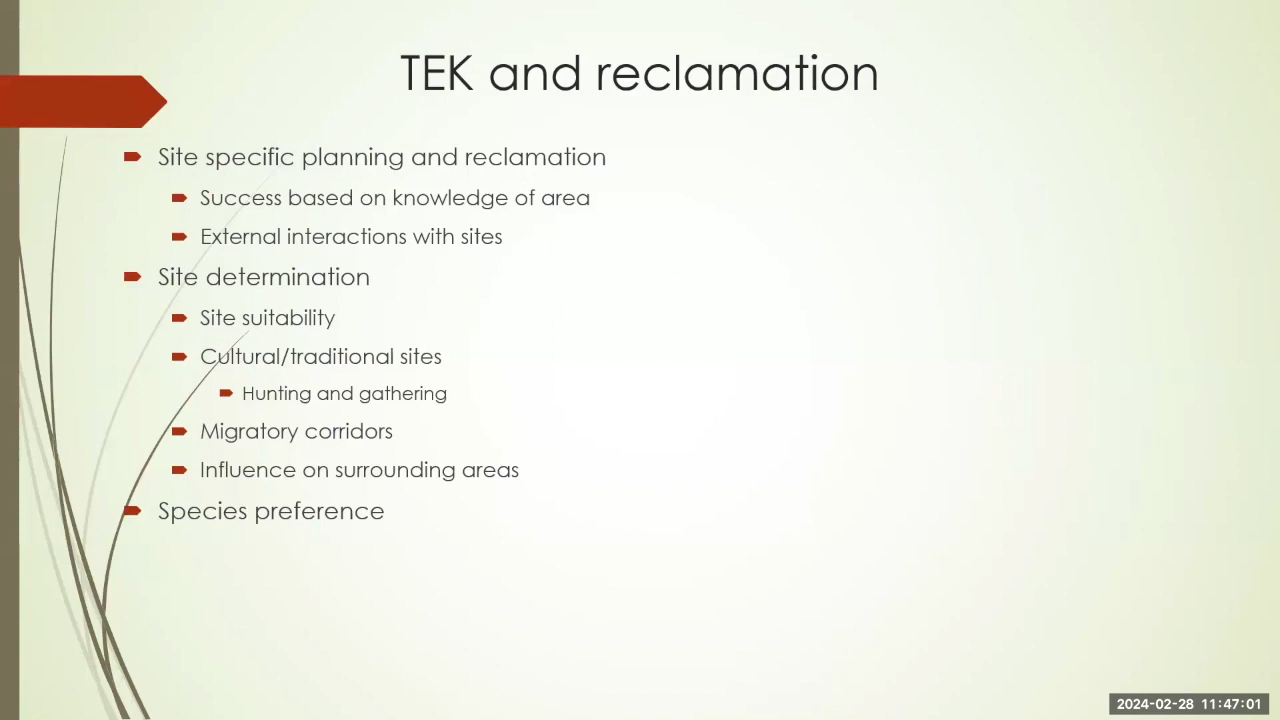 TEK and reclamation
Site specific planning and reclamation
Success based on knowledge of area
External interactions with sites
Site determination
Site suitability
Cultural/traditional sites
Hunting and gathering
Migratory corridors
Influence on surrounding areas
Species preference
2024-02-28 11:47:01